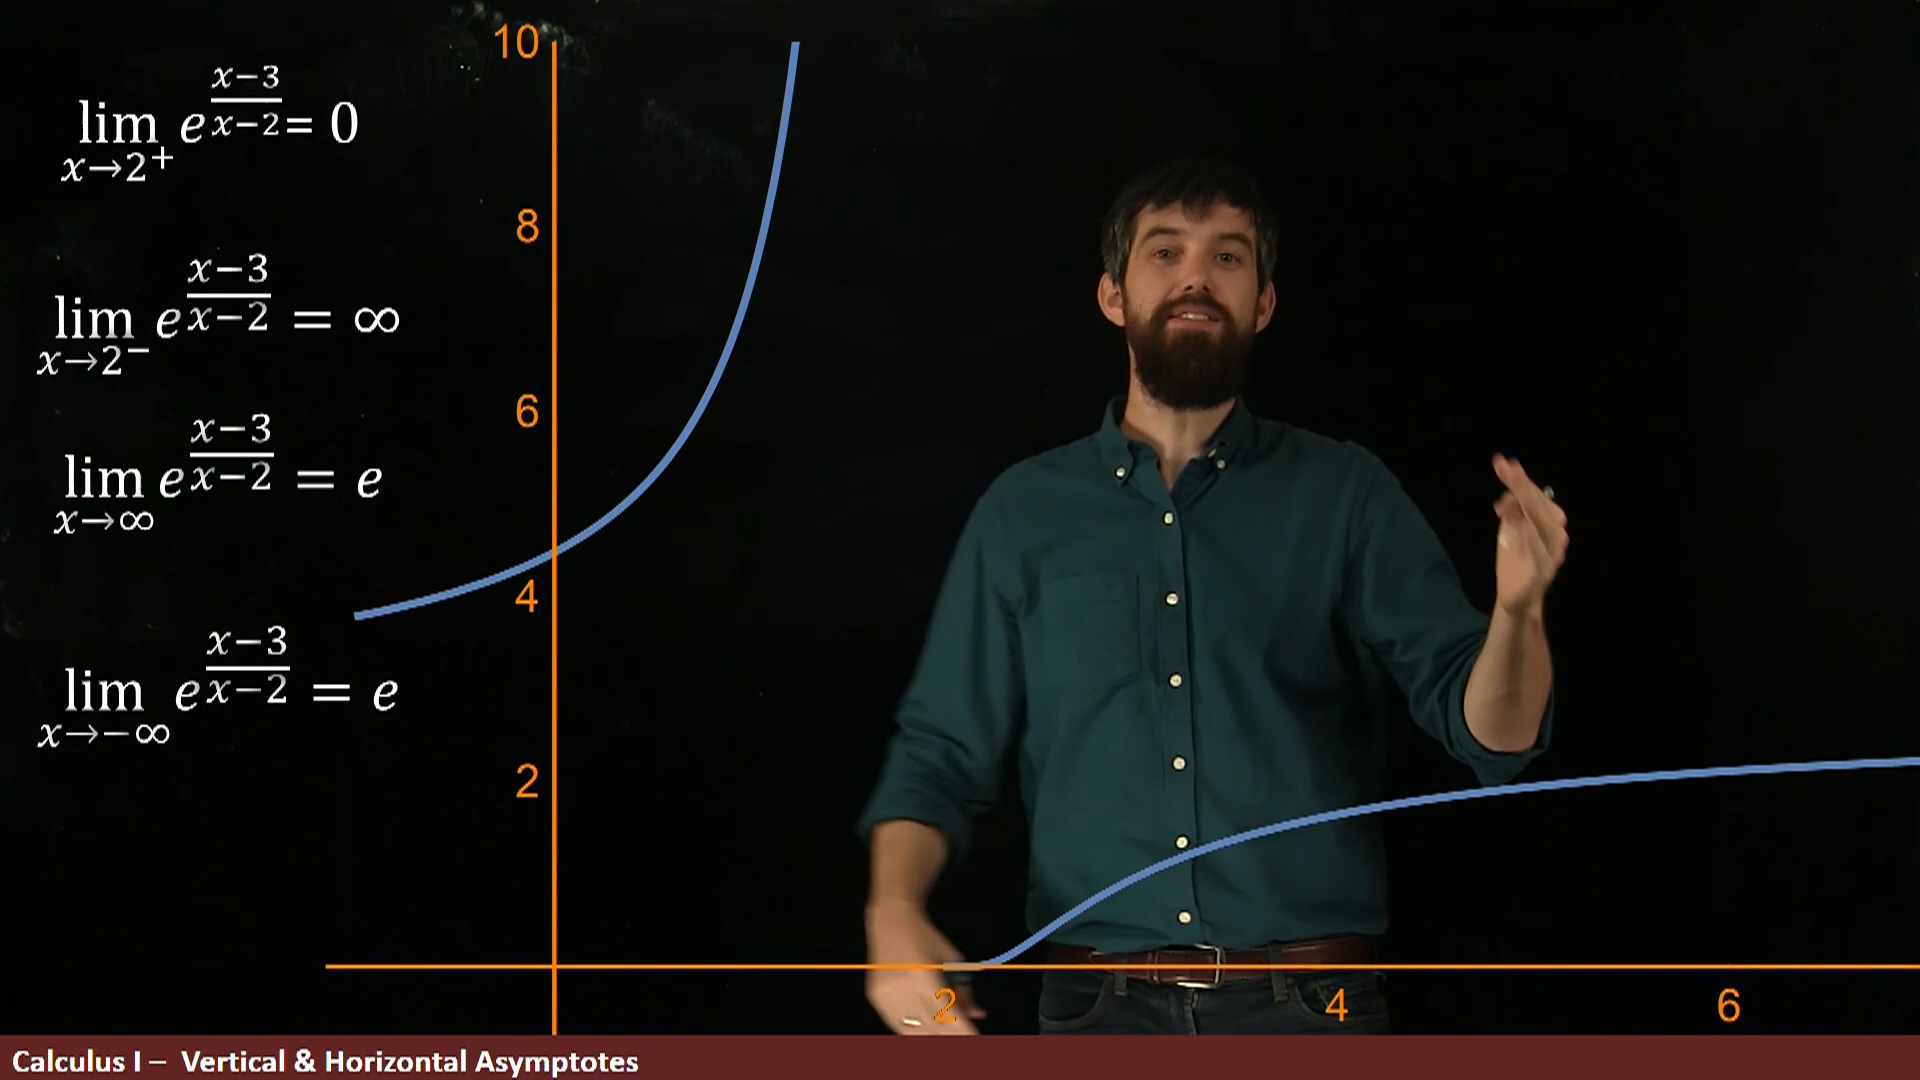 lim x→2⁺ e^((x−3)/(x−2)) = 0
lim x→2⁻ e^((x−3)/(x−2)) = ∞
lim x→∞ e^((x−3)/(x−2)) = e
lim x→−∞ e^((x−3)/(x−2)) = e
10
8
6
4
2
2 4 6
Calculus I – Vertical & Horizontal Asymptotes